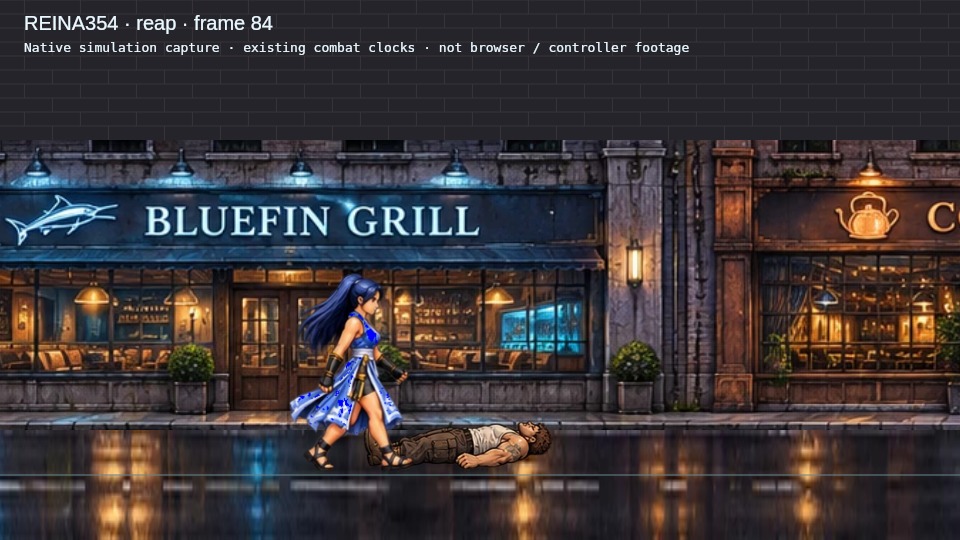 REINA354 · reap · frame 84
Native simulation capture · existing combat clocks · not browser / controller footage
BLUEFIN GRILL